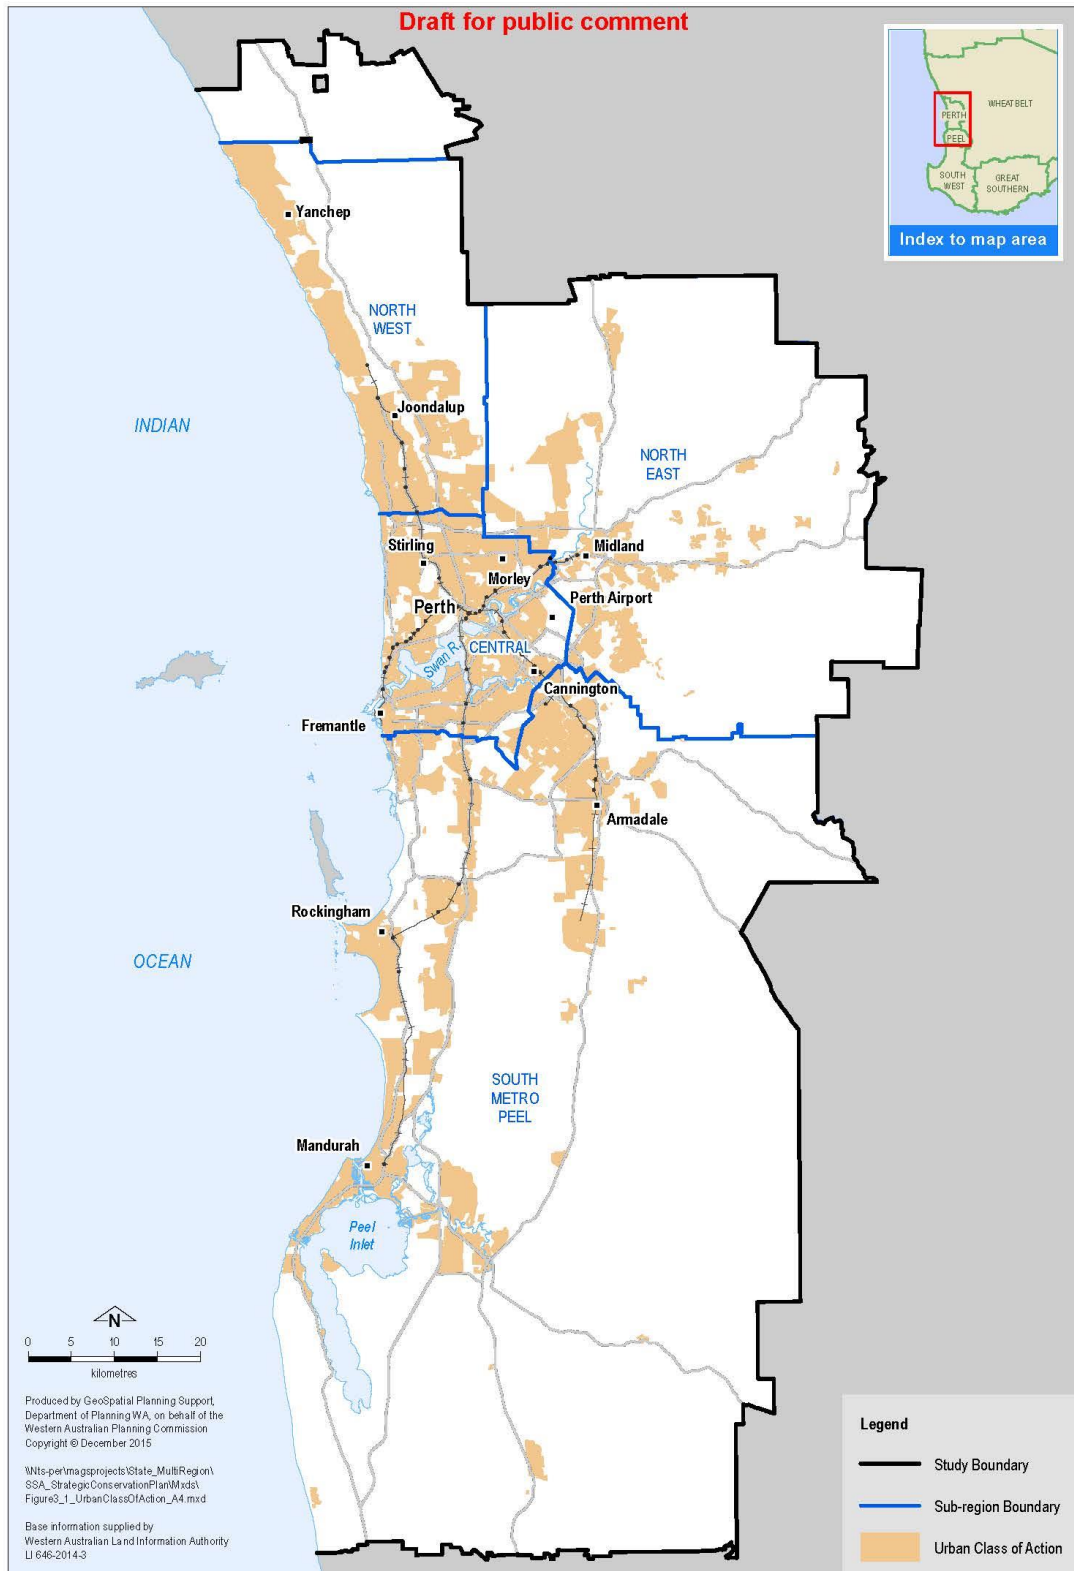 Draft for public comment
WHEATBELT
PERTH
PEEL
SOUTH
WEST
GREAT
SOUTHERN
Index to map area
Yanchep
NORTH
WEST
Joondalup
INDIAN
NORTH
EAST
Stirling
Midland
Morley
Perth Airport
Perth
Swan R.
CENTRAL
Cannington
Fremantle
Armadale
Rockingham
OCEAN
SOUTH
METRO
PEEL
Mandurah
Peel
Inlet
N
0 5 10 15 20
kilometres
Produced by GeoSpatial Planning Support,
Department of Planning WA, on behalf of the
Western Australian Planning Commission
Copyright © December 2015
\\Nts-per\magsprojects\State_MultiRegion\
SSA_StrategicConservationPlan\Mxds\
Figure3_1_UrbanClassOfAction_A4.mxd
Base information supplied by
Western Australian Land Information Authority
LI 646-2014-3
Legend
Study Boundary
Sub-region Boundary
Urban Class of Action